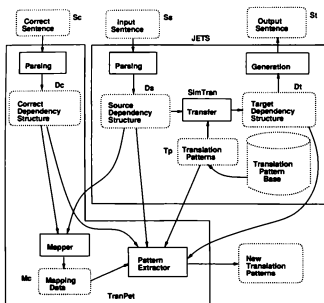 Correct
Sentence
Sc
Input
Sentence
Ss
Output
Sentence
St
JETS
Parsing
Parsing
Generation
Dc
Ds
SimTran
Dt
Correct
Dependency
Structure
Source
Dependency
Structure
Transfer
Target
Dependency
Structure
Tp
Translation
Patterns
Translation
Pattern
Base
Mapper
Pattern
Extractor
New
Translation
Patterns
Mc
Mapping
Data
TranPet